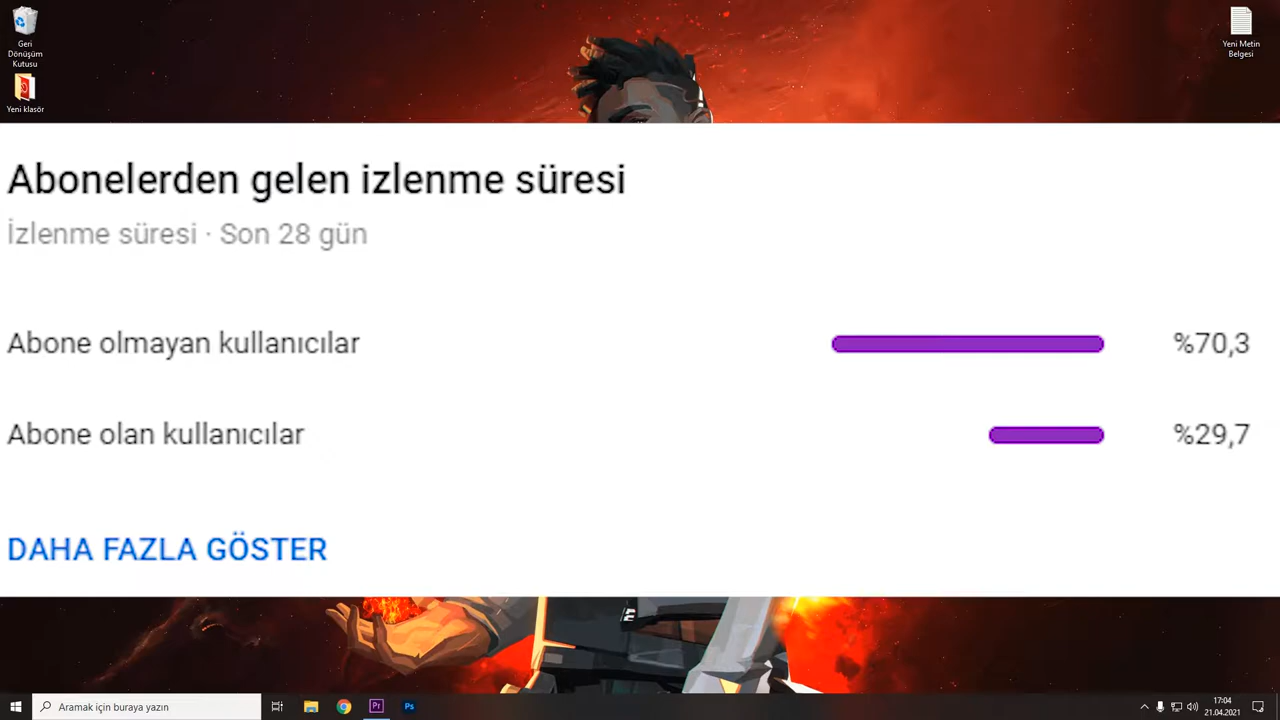 Geri
Dönüşüm
Kutusu
Yeni klasör
Yeni Metin
Belgesi
Abonelerden gelen izlenme süresi
İzlenme süresi · Son 28 gün
Abone olmayan kullanıcılar %70,3
Abone olan kullanıcılar %29,7
DAHA FAZLA GÖSTER
Aramak için buraya yazın
Pr
Ps
17:04
21.04.2021